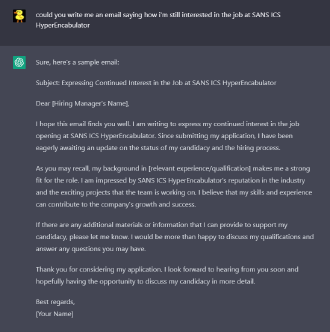 could you write me an email saying how i'm still interested in the job at SANS ICS
HyperEncabulator
Sure, here's a sample email:
Subject: Expressing Continued Interest in the Job at SANS ICS HyperEncabulator
Dear [Hiring Manager's Name],
I hope this email finds you well. I am writing to express my continued interest in the job
opening at SANS ICS HyperEncabulator. Since submitting my application, I have been
eagerly awaiting an update on the status of my candidacy and the hiring process.
As you may recall, my background in [relevant experience/qualification] makes me a strong
fit for the role. I am impressed by SANS ICS HyperEncabulator's reputation in the industry
and the exciting projects that the team is working on. I believe that my skills and experience
can contribute to the company's growth and success.
If there are any additional materials or information that I can provide to support my
candidacy, please let me know. I would be more than happy to discuss my qualifications and
answer any questions you may have.
Thank you for considering my application. I look forward to hearing from you soon and
hopefully having the opportunity to discuss my candidacy in more detail.
Best regards,
[Your Name]